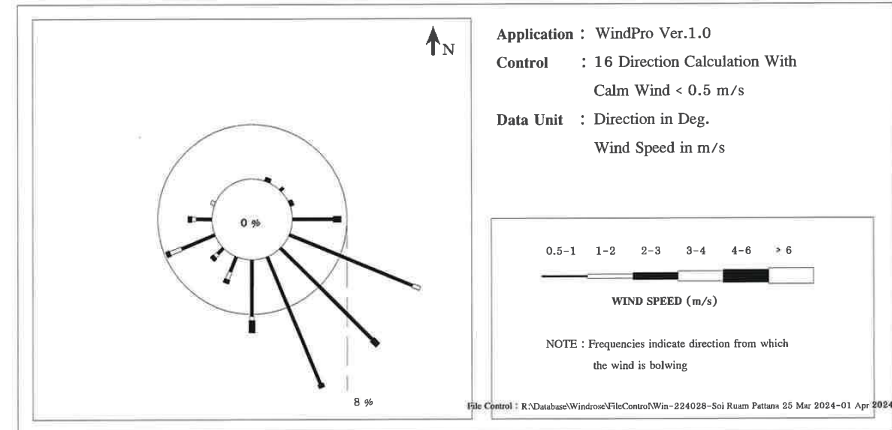 N
0 %
8 %
Application : WindPro Ver.1.0
Control : 16 Direction Calculation With
Calm Wind < 0.5 m/s
Data Unit : Direction in Deg.
Wind Speed in m/s
0.5-1 1-2 2-3 3-4 4-6 > 6
WIND SPEED (m/s)
NOTE : Frequencies indicate direction from which
the wind is bolwing
File Control : R:\Database\Windrose\FileControl\Win-224028-Soi Ruam Pattana 25 Mar 2024-01 Apr 2024